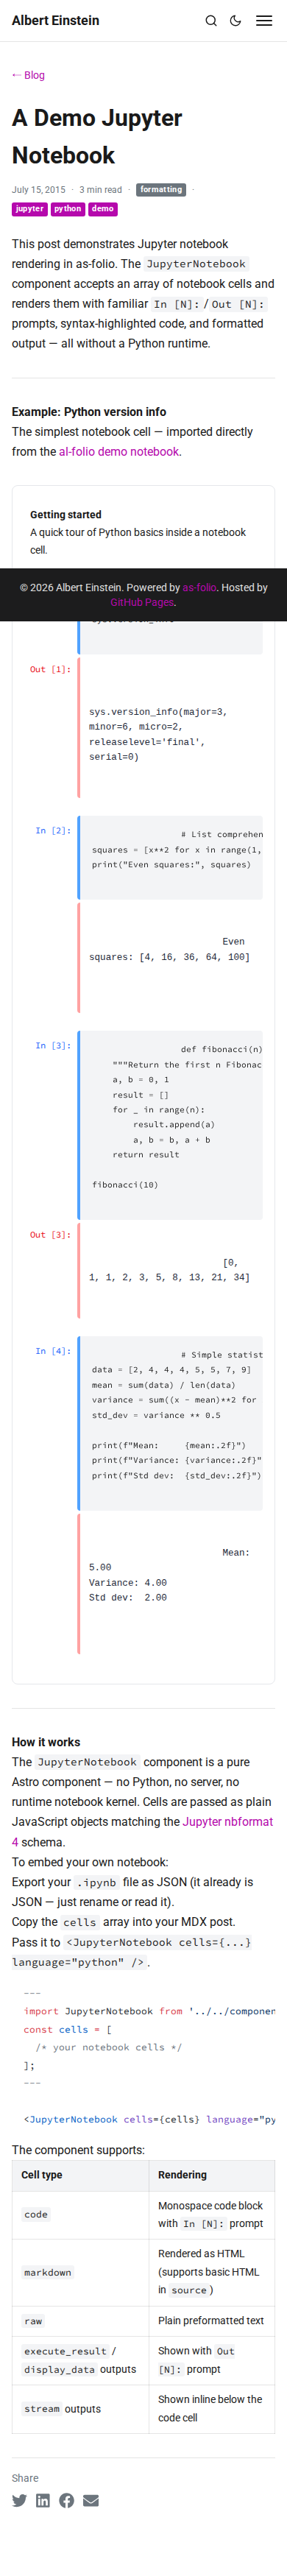 Albert Einstein
← Blog
A Demo Jupyter
Notebook
July 15, 2015 · 3 min read · formatting ·
jupyter python demo
This post demonstrates Jupyter notebook
rendering in as-folio. The JupyterNotebook
component accepts an array of notebook cells and
renders them with familiar In [N]: / Out [N]:
prompts, syntax-highlighted code, and formatted
output — all without a Python runtime.
Example: Python version info
The simplest notebook cell — imported directly
from the al-folio demo notebook.
Getting started
A quick tour of Python basics inside a notebook
cell.
© 2026 Albert Einstein. Powered by as-folio. Hosted by
GitHub Pages.
Out [1]:
sys.version_info(major=3,
minor=6, micro=2,
releaselevel='final',
serial=0)
In [2]:
# List comprehen
squares = [x**2 for x in range(1,
print("Even squares:", squares)
Even
squares: [4, 16, 36, 64, 100]
In [3]:
def fibonacci(n)
"""Return the first n Fibonac
a, b = 0, 1
result = []
for _ in range(n):
result.append(a)
a, b = b, a + b
return result
fibonacci(10)
Out [3]:
[0,
1, 1, 2, 3, 5, 8, 13, 21, 34]
In [4]:
# Simple statist
data = [2, 4, 4, 4, 5, 5, 7, 9]
mean = sum(data) / len(data)
variance = sum((x - mean)**2 for
std_dev = variance ** 0.5
print(f"Mean:     {mean:.2f}")
print(f"Variance: {variance:.2f}"
print(f"Std dev:  {std_dev:.2f}")
Mean:
5.00
Variance: 4.00
Std dev:  2.00
How it works
The JupyterNotebook component is a pure
Astro component — no Python, no server, no
runtime notebook kernel. Cells are passed as plain
JavaScript objects matching the Jupyter nbformat
4 schema.
To embed your own notebook:
Export your .ipynb file as JSON (it already is
JSON — just rename or read it).
Copy the cells array into your MDX post.
Pass it to <JupyterNotebook cells={...}
language="python" />.
---
import JupyterNotebook from '../../componen
const cells = [
/* your notebook cells */
];
---
<JupyterNotebook cells={cells} language="py
The component supports:
Cell type Rendering
code Monospace code block
with In [N]: prompt
markdown Rendered as HTML
(supports basic HTML
in source)
raw Plain preformatted text
execute_result / Shown with Out
display_data outputs [N]: prompt
stream outputs Shown inline below the
code cell
Share